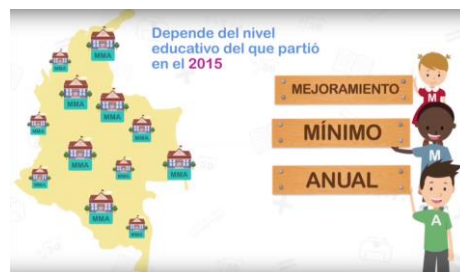 Depende del nivel
educativo del que partió
en el 2015
MMA
MMA
MMA
MMA
MMA
MMA
MMA
MMA
MMA
MMA
MMA
MMA
MEJORAMIENTO
M
MÍNIMO
M
ANUAL
A